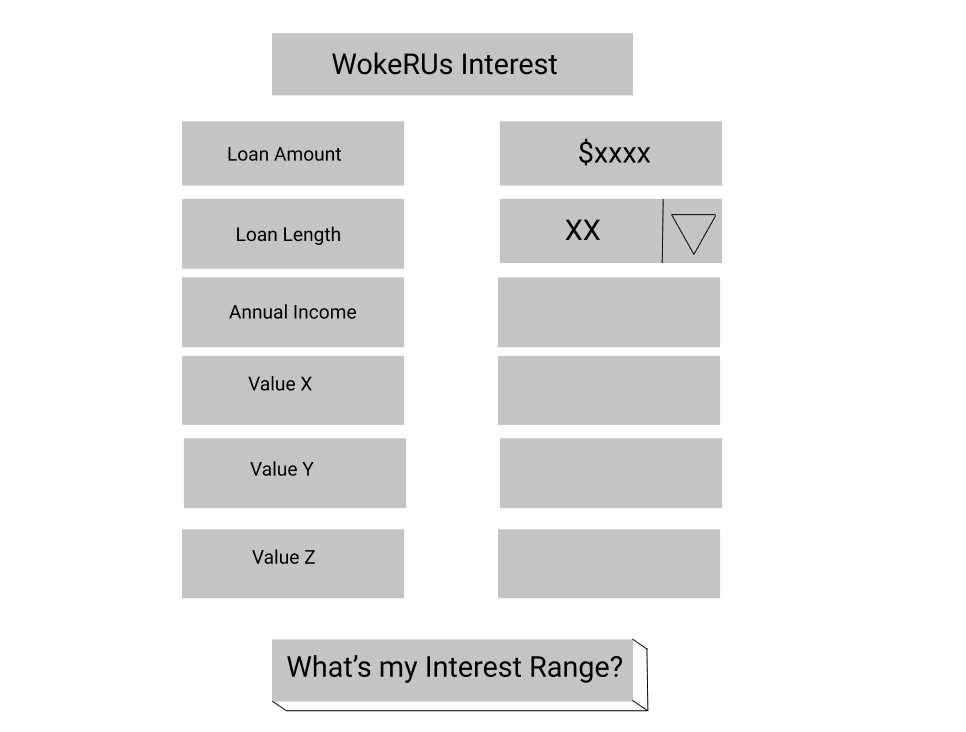 WokeRUs Interest
Loan Amount $xxxx
Loan Length XX
Annual Income
Value X
Value Y
Value Z
What’s my Interest Range?